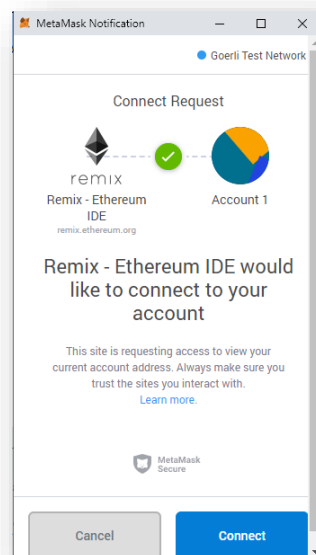 MetaMask Notification
Goerli Test Network
Connect Request
remix
Remix - Ethereum
IDE
remix.ethereum.org
Account 1
Remix - Ethereum IDE would
like to connect to your
account
This site is requesting access to view your
current account address. Always make sure you
trust the sites you interact with.
Learn more.
MetaMask
Secure
Cancel
Connect